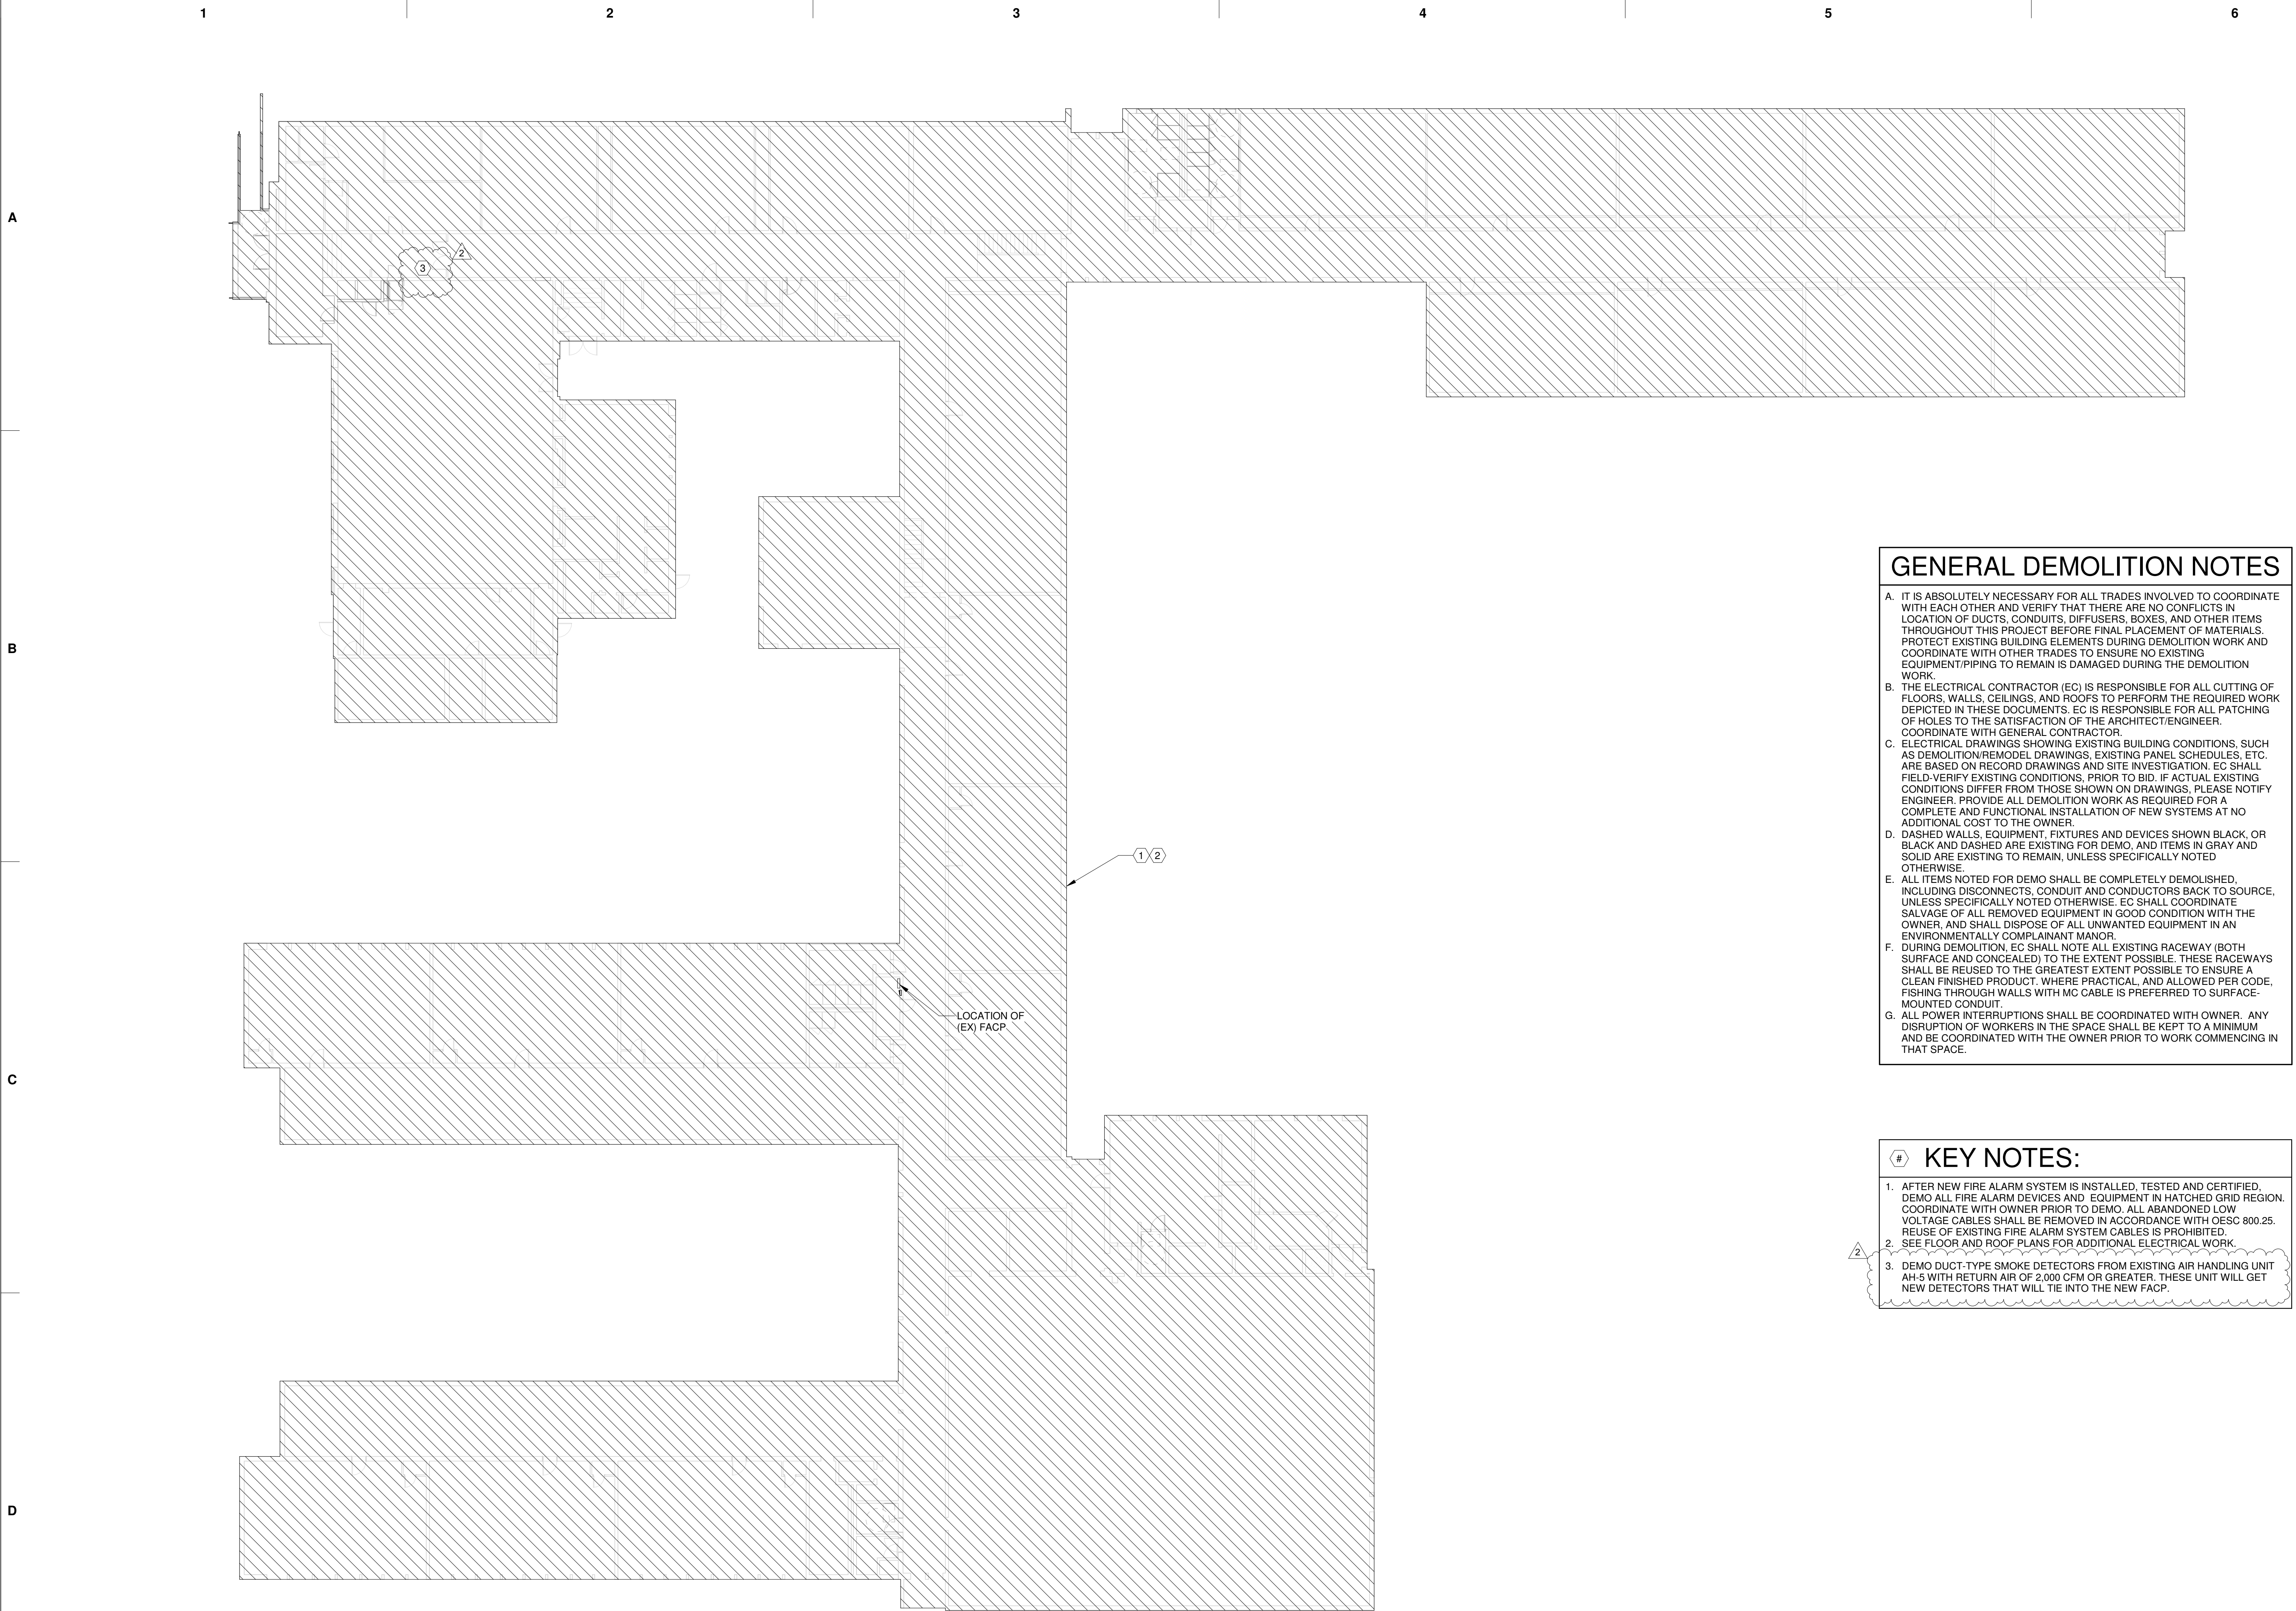 1 2 3 4 5 6
A
2
3
B
1 2
LOCATION OF
(EX) FACP
C
D
GENERAL DEMOLITION NOTES
A. IT IS ABSOLUTELY NECESSARY FOR ALL TRADES INVOLVED TO COORDINATE
WITH EACH OTHER AND VERIFY THAT THERE ARE NO CONFLICTS IN
LOCATION OF DUCTS, CONDUITS, DIFFUSERS, BOXES, AND OTHER ITEMS
THROUGHOUT THIS PROJECT BEFORE FINAL PLACEMENT OF MATERIALS.
PROTECT EXISTING BUILDING ELEMENTS DURING DEMOLITION WORK AND
COORDINATE WITH OTHER TRADES TO ENSURE NO EXISTING
EQUIPMENT/PIPING TO REMAIN IS DAMAGED DURING THE DEMOLITION
WORK.
B. THE ELECTRICAL CONTRACTOR (EC) IS RESPONSIBLE FOR ALL CUTTING OF
FLOORS, WALLS, CEILINGS, AND ROOFS TO PERFORM THE REQUIRED WORK
DEPICTED IN THESE DOCUMENTS. EC IS RESPONSIBLE FOR ALL PATCHING
OF HOLES TO THE SATISFACTION OF THE ARCHITECT/ENGINEER.
COORDINATE WITH GENERAL CONTRACTOR.
C. ELECTRICAL DRAWINGS SHOWING EXISTING BUILDING CONDITIONS, SUCH
AS DEMOLITION/REMODEL DRAWINGS, EXISTING PANEL SCHEDULES, ETC.
ARE BASED ON RECORD DRAWINGS AND SITE INVESTIGATION. EC SHALL
FIELD-VERIFY EXISTING CONDITIONS, PRIOR TO BID. IF ACTUAL EXISTING
CONDITIONS DIFFER FROM THOSE SHOWN ON DRAWINGS, PLEASE NOTIFY
ENGINEER. PROVIDE ALL DEMOLITION WORK AS REQUIRED FOR A
COMPLETE AND FUNCTIONAL INSTALLATION OF NEW SYSTEMS AT NO
ADDITIONAL COST TO THE OWNER.
D. DASHED WALLS, EQUIPMENT, FIXTURES AND DEVICES SHOWN BLACK, OR
BLACK AND DASHED ARE EXISTING FOR DEMO, AND ITEMS IN GRAY AND
SOLID ARE EXISTING TO REMAIN, UNLESS SPECIFICALLY NOTED
OTHERWISE.
E. ALL ITEMS NOTED FOR DEMO SHALL BE COMPLETELY DEMOLISHED,
INCLUDING DISCONNECTS, CONDUIT AND CONDUCTORS BACK TO SOURCE,
UNLESS SPECIFICALLY NOTED OTHERWISE. EC SHALL COORDINATE
SALVAGE OF ALL REMOVED EQUIPMENT IN GOOD CONDITION WITH THE
OWNER, AND SHALL DISPOSE OF ALL UNWANTED EQUIPMENT IN AN
ENVIRONMENTALLY COMPLAINANT MANOR.
F. DURING DEMOLITION, EC SHALL NOTE ALL EXISTING RACEWAY (BOTH
SURFACE AND CONCEALED) TO THE EXTENT POSSIBLE. THESE RACEWAYS
SHALL BE REUSED TO THE GREATEST EXTENT POSSIBLE TO ENSURE A
CLEAN FINISHED PRODUCT. WHERE PRACTICAL, AND ALLOWED PER CODE,
FISHING THROUGH WALLS WITH MC CABLE IS PREFERRED TO SURFACE-
MOUNTED CONDUIT.
G. ALL POWER INTERRUPTIONS SHALL BE COORDINATED WITH OWNER. ANY
DISRUPTION OF WORKERS IN THE SPACE SHALL BE KEPT TO A MINIMUM
AND BE COORDINATED WITH THE OWNER PRIOR TO WORK COMMENCING IN
THAT SPACE.
# KEY NOTES:
1. AFTER NEW FIRE ALARM SYSTEM IS INSTALLED, TESTED AND CERTIFIED,
DEMO ALL FIRE ALARM DEVICES AND EQUIPMENT IN HATCHED GRID REGION.
COORDINATE WITH OWNER PRIOR TO DEMO. ALL ABANDONED LOW
VOLTAGE CABLES SHALL BE REMOVED IN ACCORDANCE WITH OESC 800.25.
REUSE OF EXISTING FIRE ALARM SYSTEM CABLES IS PROHIBITED.
2. SEE FLOOR AND ROOF PLANS FOR ADDITIONAL ELECTRICAL WORK.
2
3. DEMO DUCT-TYPE SMOKE DETECTORS FROM EXISTING AIR HANDLING UNIT
AH-5 WITH RETURN AIR OF 2,000 CFM OR GREATER. THESE UNIT WILL GET
NEW DETECTORS THAT WILL TIE INTO THE NEW FACP.